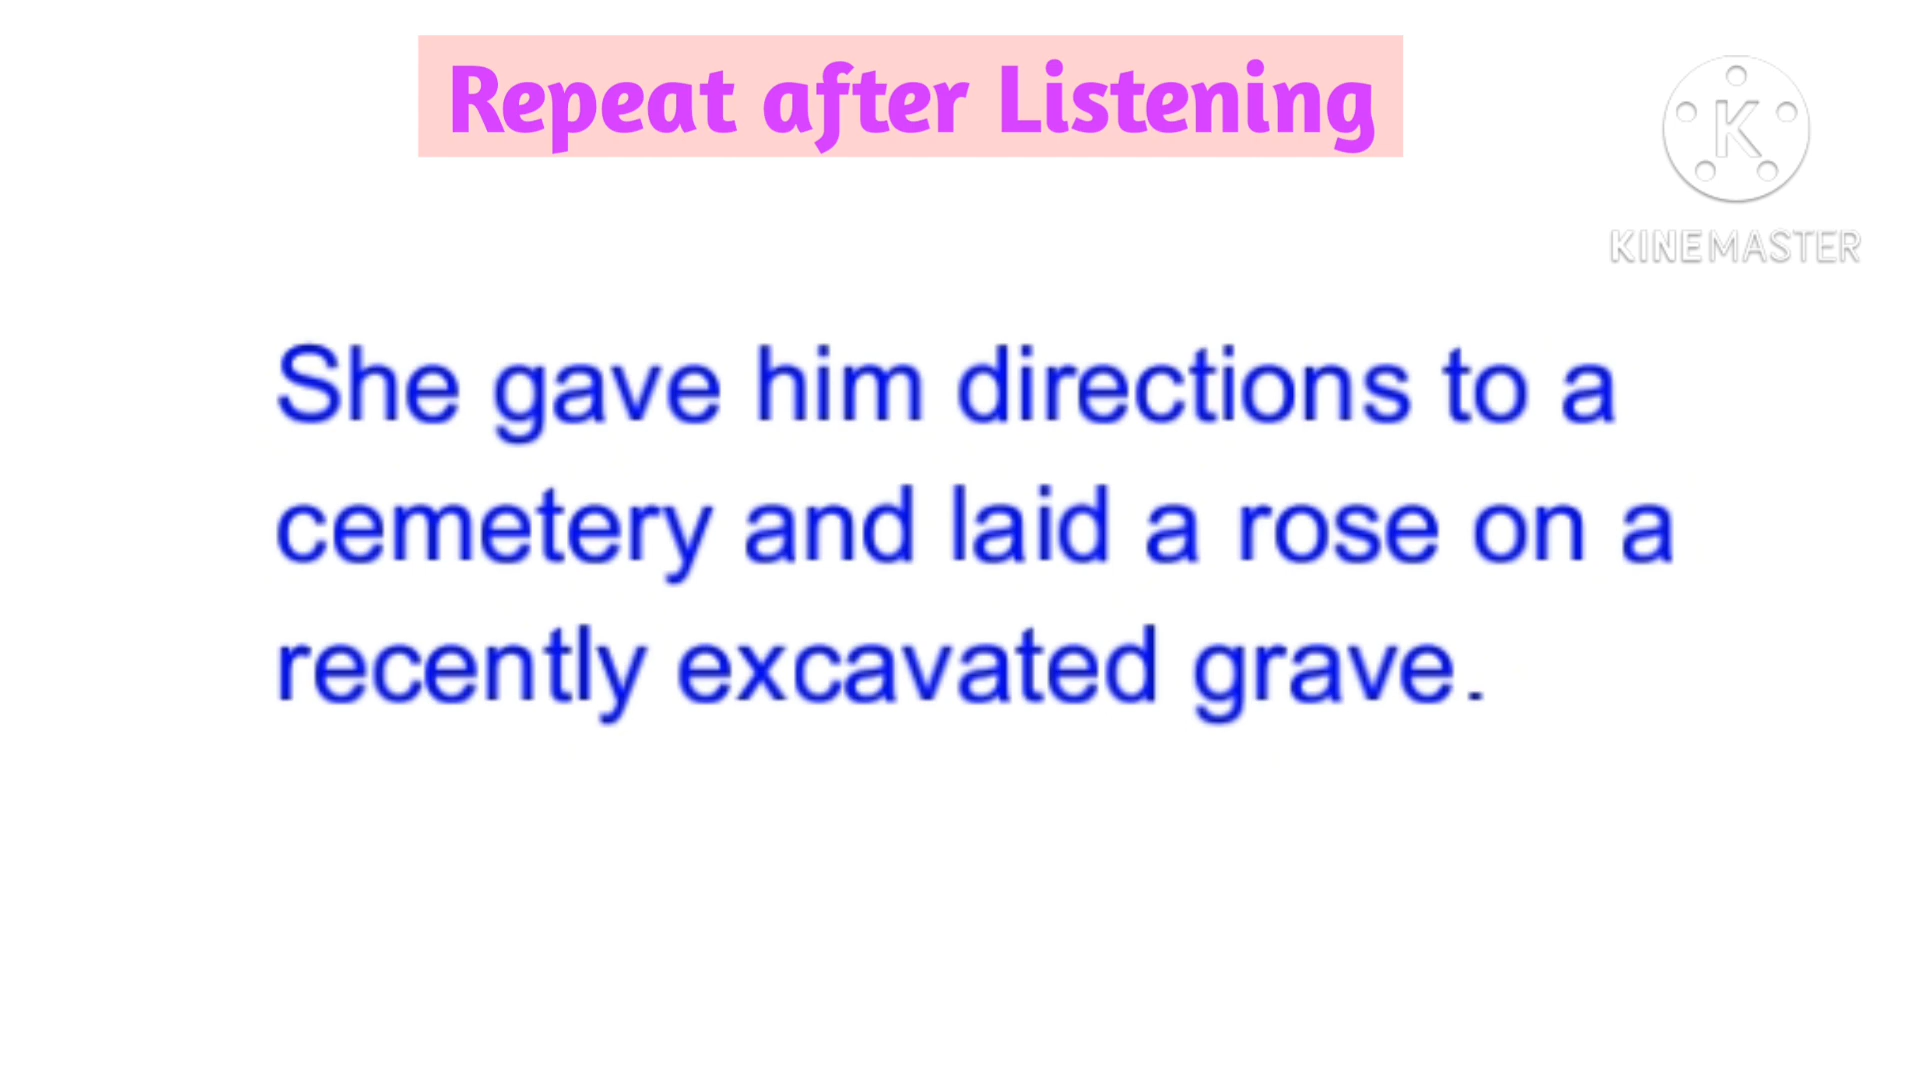 Repeat after Listening
K
KINEMASTER
She gave him directions to a
cemetery and laid a rose on a
recently excavated grave.